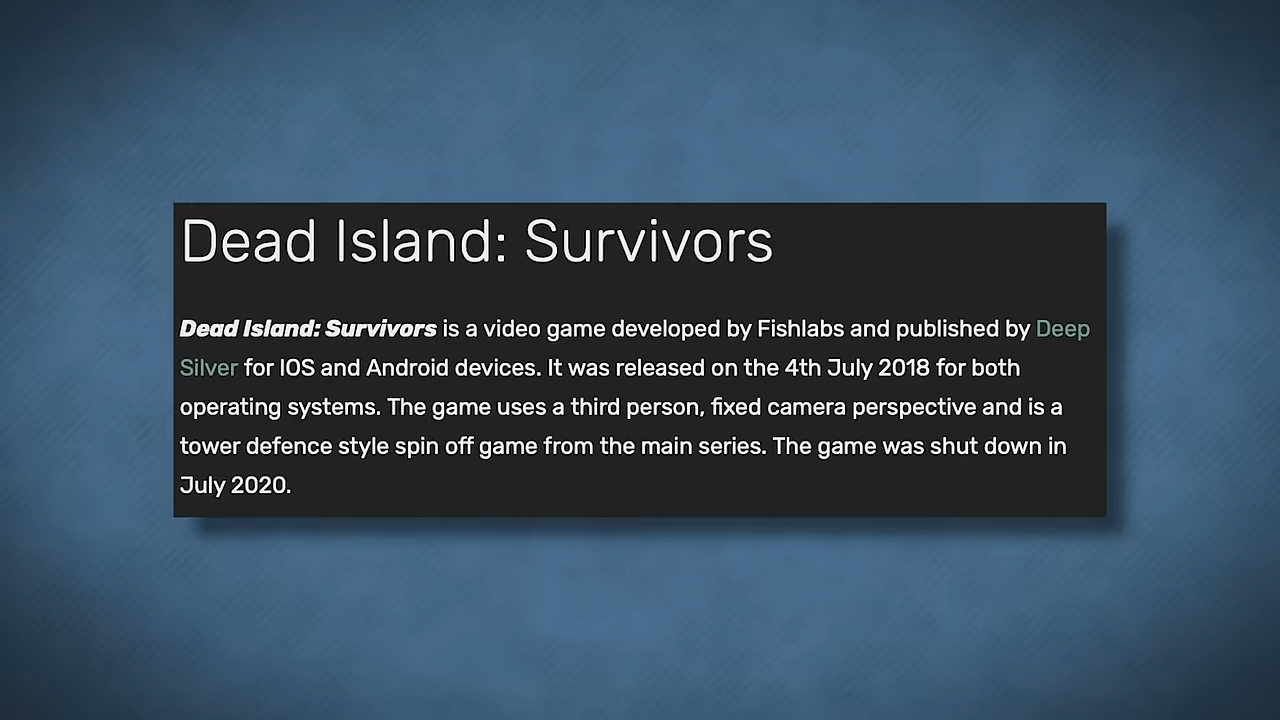 Dead Island: Survivors
Dead Island: Survivors is a video game developed by Fishlabs and published by Deep
Silver for IOS and Android devices. It was released on the 4th July 2018 for both
operating systems. The game uses a third person, fixed camera perspective and is a
tower defence style spin off game from the main series. The game was shut down in
July 2020.